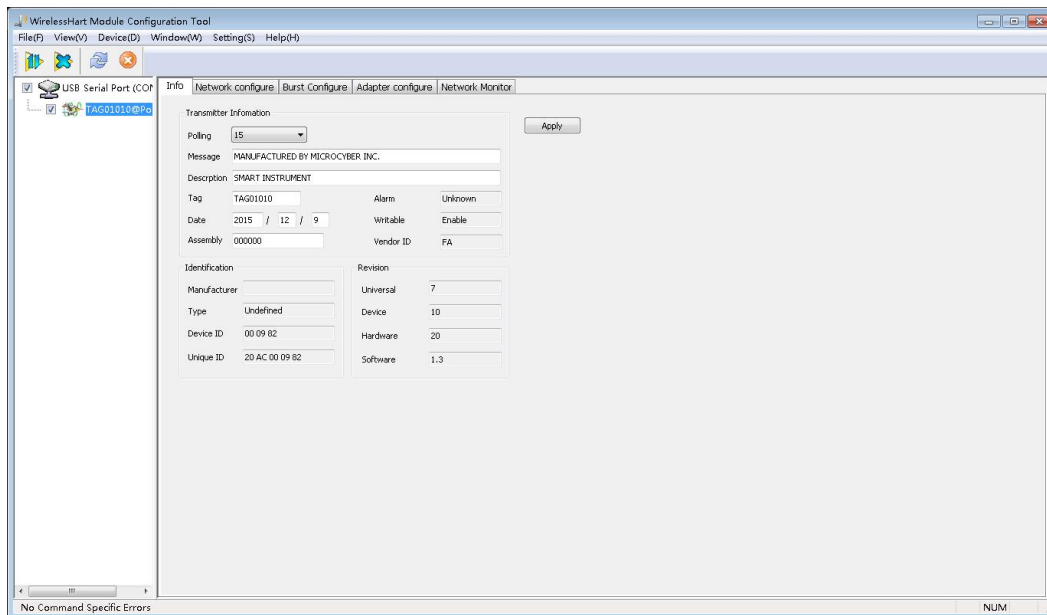 WirelessHart Module Configuration Tool
File(F) View(V) Device(D) Window(W) Setting(S) Help(H)
USB Serial Port (CO
TAG01010@Po
Info Network configure Burst Configure Adapter configure Network Monitor
Transmitter Infomation
Apply
Polling 15
Message MANUFACTURED BY MICROCYBER INC.
Descrption SMART INSTRUMENT
Tag TAG01010 Alarm Unknown
Date 2015 / 12 / 9 Writable Enable
Assembly 000000 Vendor ID FA
Identification Revision
Manufacturer Universal 7
Type Undefined Device 10
Device ID 00 09 82 Hardware 20
Unique ID 20 AC 00 09 82 Software 1.3
No Command Specific Errors NUM